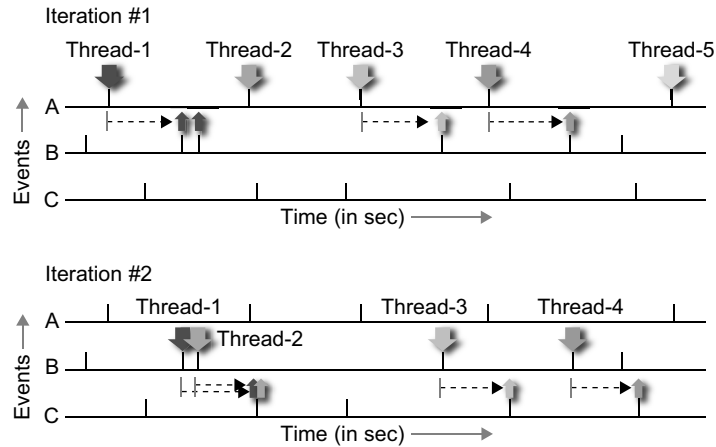 Iteration #1
Thread-1 Thread-2 Thread-3 Thread-4 Thread-5
A
B
C
Events
Time (in sec)
Iteration #2
A
Thread-1 Thread-3 Thread-4
Thread-2
B
C
Events
Time (in sec)